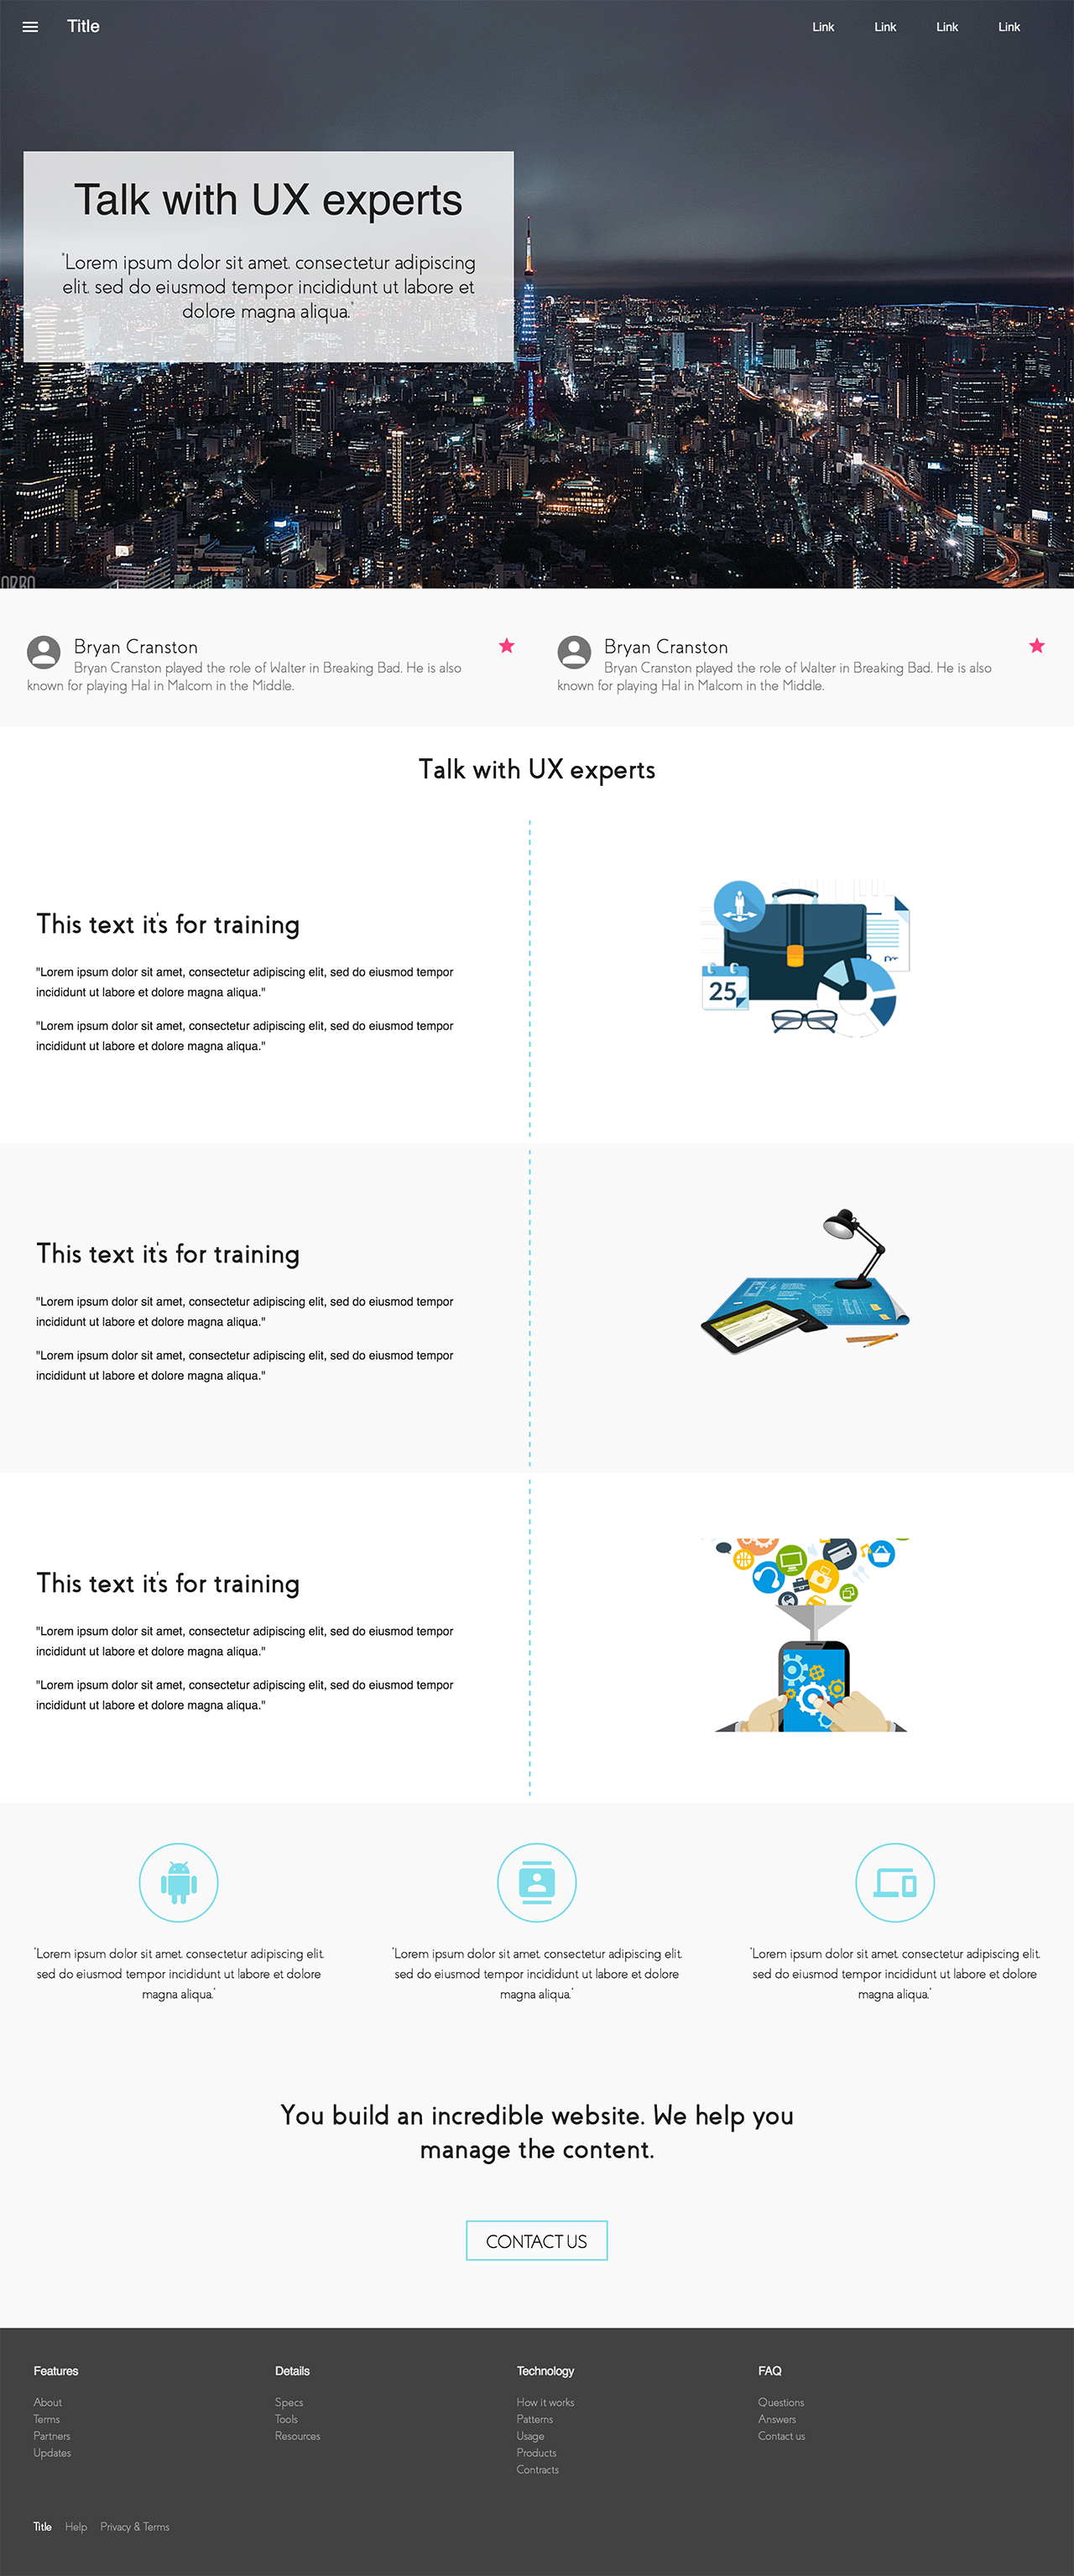 Title
Link Link Link Link
Talk with UX experts
"Lorem ipsum dolor sit amet, consectetur adipiscing
elit, sed do eiusmod tempor incididunt ut labore et
dolore magna aliqua."
ORBO
Bryan Cranston
Bryan Cranston played the role of Walter in Breaking Bad. He is also
known for playing Hal in Malcom in the Middle.
Bryan Cranston
Bryan Cranston played the role of Walter in Breaking Bad. He is also
known for playing Hal in Malcom in the Middle.
Talk with UX experts
This text it's for training
"Lorem ipsum dolor sit amet, consectetur adipiscing elit, sed do eiusmod tempor
incididunt ut labore et dolore magna aliqua."
"Lorem ipsum dolor sit amet, consectetur adipiscing elit, sed do eiusmod tempor
incididunt ut labore et dolore magna aliqua."
25
This text it's for training
"Lorem ipsum dolor sit amet, consectetur adipiscing elit, sed do eiusmod tempor
incididunt ut labore et dolore magna aliqua."
"Lorem ipsum dolor sit amet, consectetur adipiscing elit, sed do eiusmod tempor
incididunt ut labore et dolore magna aliqua."
This text it's for training
"Lorem ipsum dolor sit amet, consectetur adipiscing elit, sed do eiusmod tempor
incididunt ut labore et dolore magna aliqua."
"Lorem ipsum dolor sit amet, consectetur adipiscing elit, sed do eiusmod tempor
incididunt ut labore et dolore magna aliqua."
"Lorem ipsum dolor sit amet, consectetur adipiscing elit,
sed do eiusmod tempor incididunt ut labore et dolore
magna aliqua."
"Lorem ipsum dolor sit amet, consectetur adipiscing elit,
sed do eiusmod tempor incididunt ut labore et dolore
magna aliqua."
"Lorem ipsum dolor sit amet, consectetur adipiscing elit,
sed do eiusmod tempor incididunt ut labore et dolore
magna aliqua."
You build an incredible website. We help you
manage the content.
CONTACT US
Features
About
Terms
Partners
Updates
Details
Specs
Tools
Resources
Technology
How it works
Patterns
Usage
Products
Contracts
FAQ
Questions
Answers
Contact us
Title Help Privacy & Terms